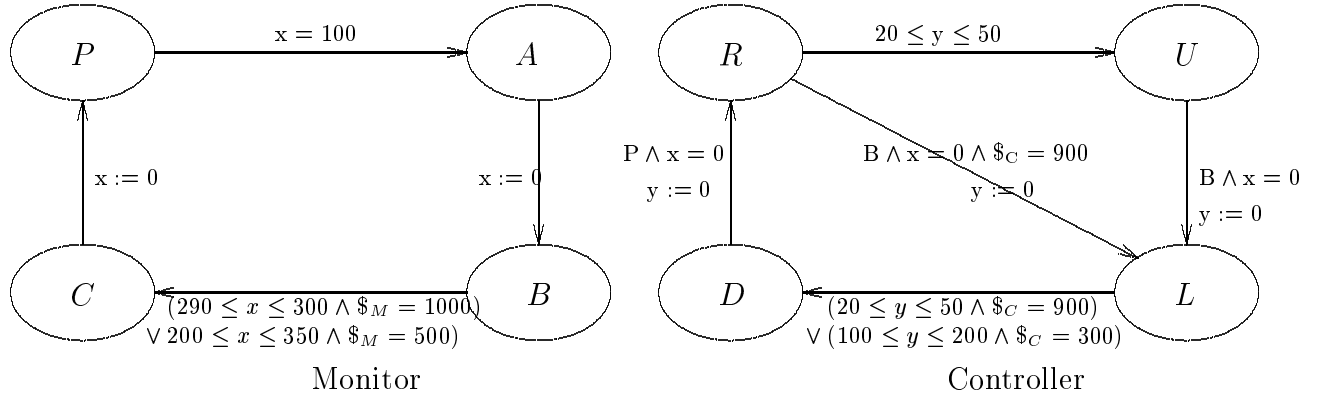 P
x = 100
A
x := 0
x := 0
C
B
(290 ≤ x ≤ 300 ∧ $M = 1000)
∨ 200 ≤ x ≤ 350 ∧ $M = 500)
Monitor
R
20 ≤ y ≤ 50
U
P ∧ x = 0
y := 0
B ∧ x = 0 ∧ $C = 900
y := 0
B ∧ x = 0
y := 0
D
L
(20 ≤ y ≤ 50 ∧ $C = 900)
∨ (100 ≤ y ≤ 200 ∧ $C = 300)
Controller